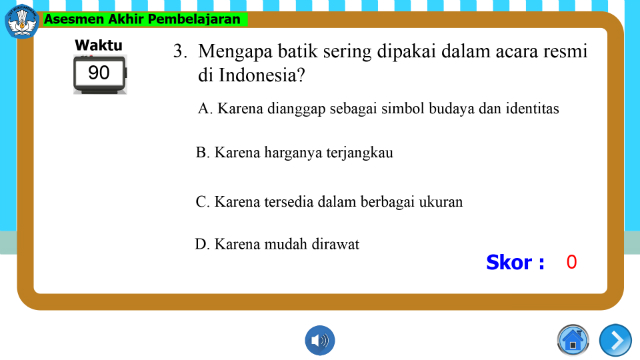 Asesmen Akhir Pembelajaran
Waktu
90
3. Mengapa batik sering dipakai dalam acara resmi
di Indonesia?
A. Karena dianggap sebagai simbol budaya dan identitas
B. Karena harganya terjangkau
C. Karena tersedia dalam berbagai ukuran
D. Karena mudah dirawat
Skor : 0